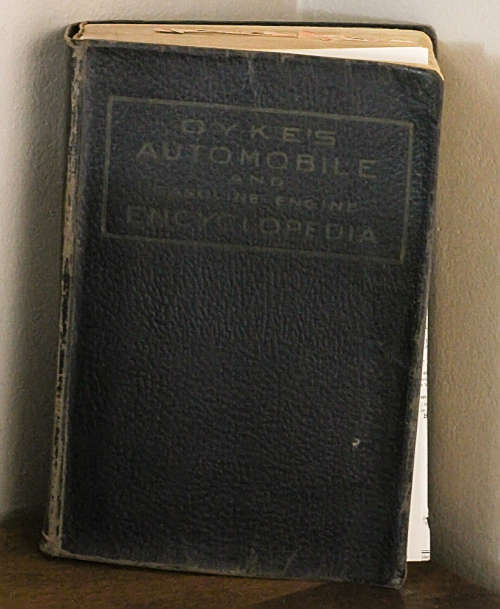 DYKE'S
AUTOMOBILE
AND
GASOLINE ENGINE
ENCYCLOPEDIA